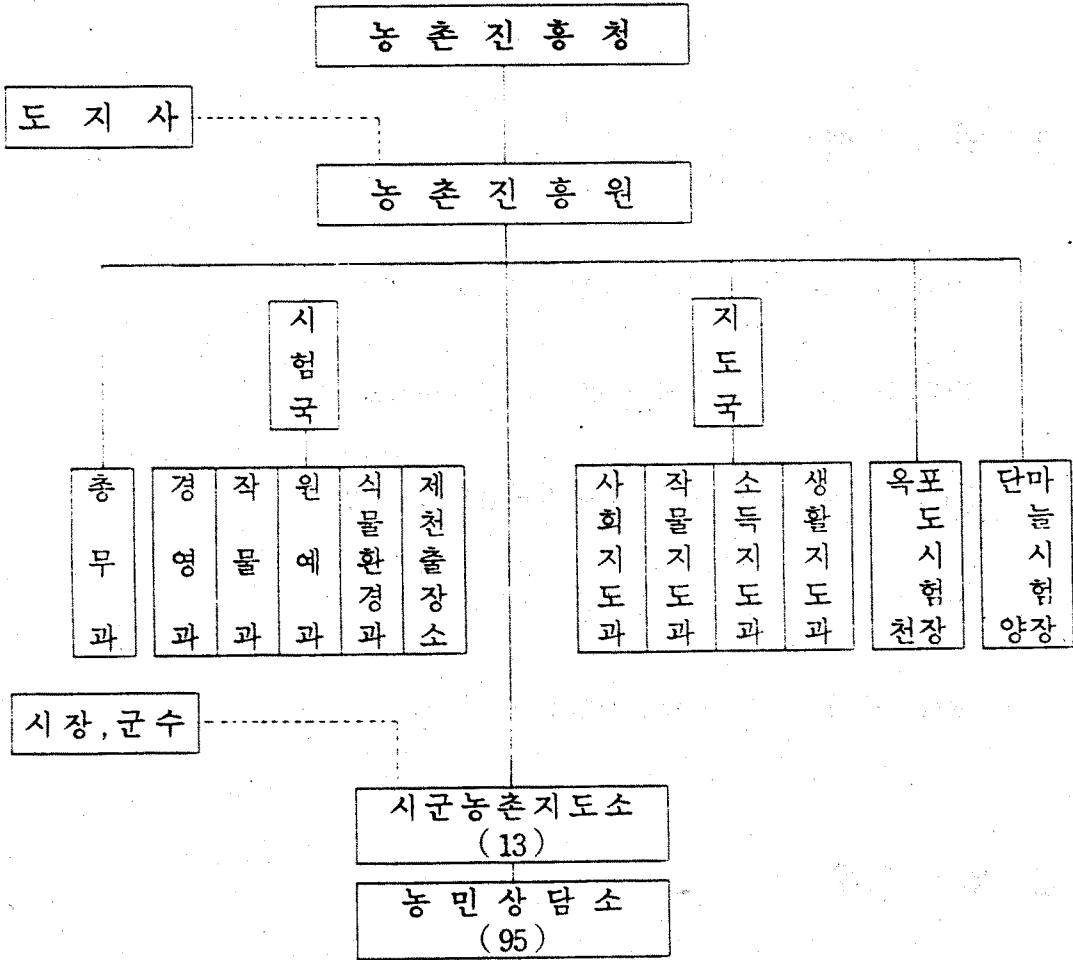 농촌진흥청
도지사
농촌진흥원
시험국
지도국
총무과
경영과
작물과
원예과
식물환경과
제천출장소
사회지도과
작물지도과
소득지도과
생활지도과
옥천
포도시험장
단양
마늘시험장
시장,군수
시군농촌지도소
(13)
농민상담소
(95)